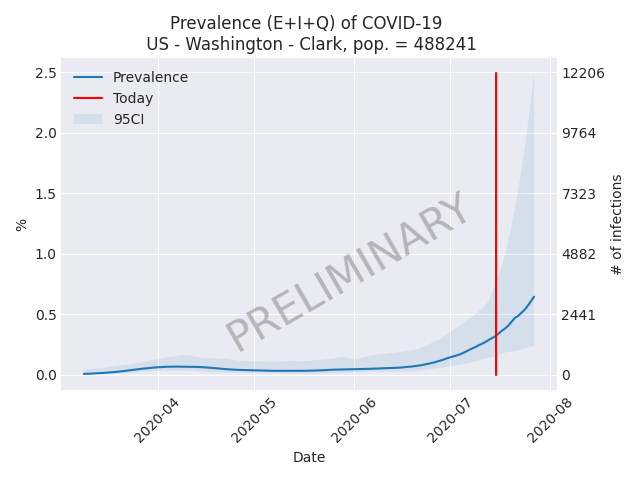 Prevalence (E+I+Q) of COVID-19
US - Washington - Clark, pop. = 488241
Prevalence
Today
95CI
2.5
2.0
1.5
1.0
0.5
0.0
%
12206
9764
7323
4882
2441
0
# of infections
PRELIMINARY
2020-04
2020-05
2020-06
2020-07
2020-08
Date